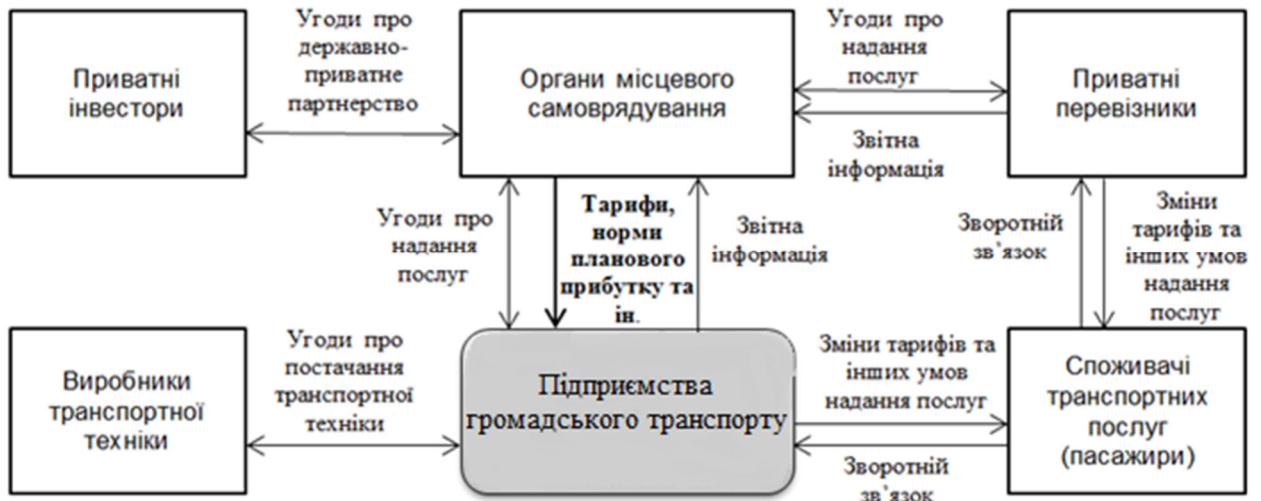 Приватні
інвестори
Угоди про
державно-
приватне
партнерство
Органи місцевого
самоврядування
Угоди про
надання
послуг
Звітна
інформація
Приватні
перевізники
Угоди про
надання
послуг
Тарифи,
норми
планового
прибутку та
ін.
Звітна
інформація
Зворотній
зв`язок
Зміни
тарифів та
інших умов
надання
послуг
Виробники
транспортної
техніки
Угоди про
постачання
транспортної
техніки
Підприємства
громадського транспорту
Зміни тарифів та
інших умов
надання послуг
Зворотній
зв`язок
Споживачі
транспортних
послуг
(пасажири)